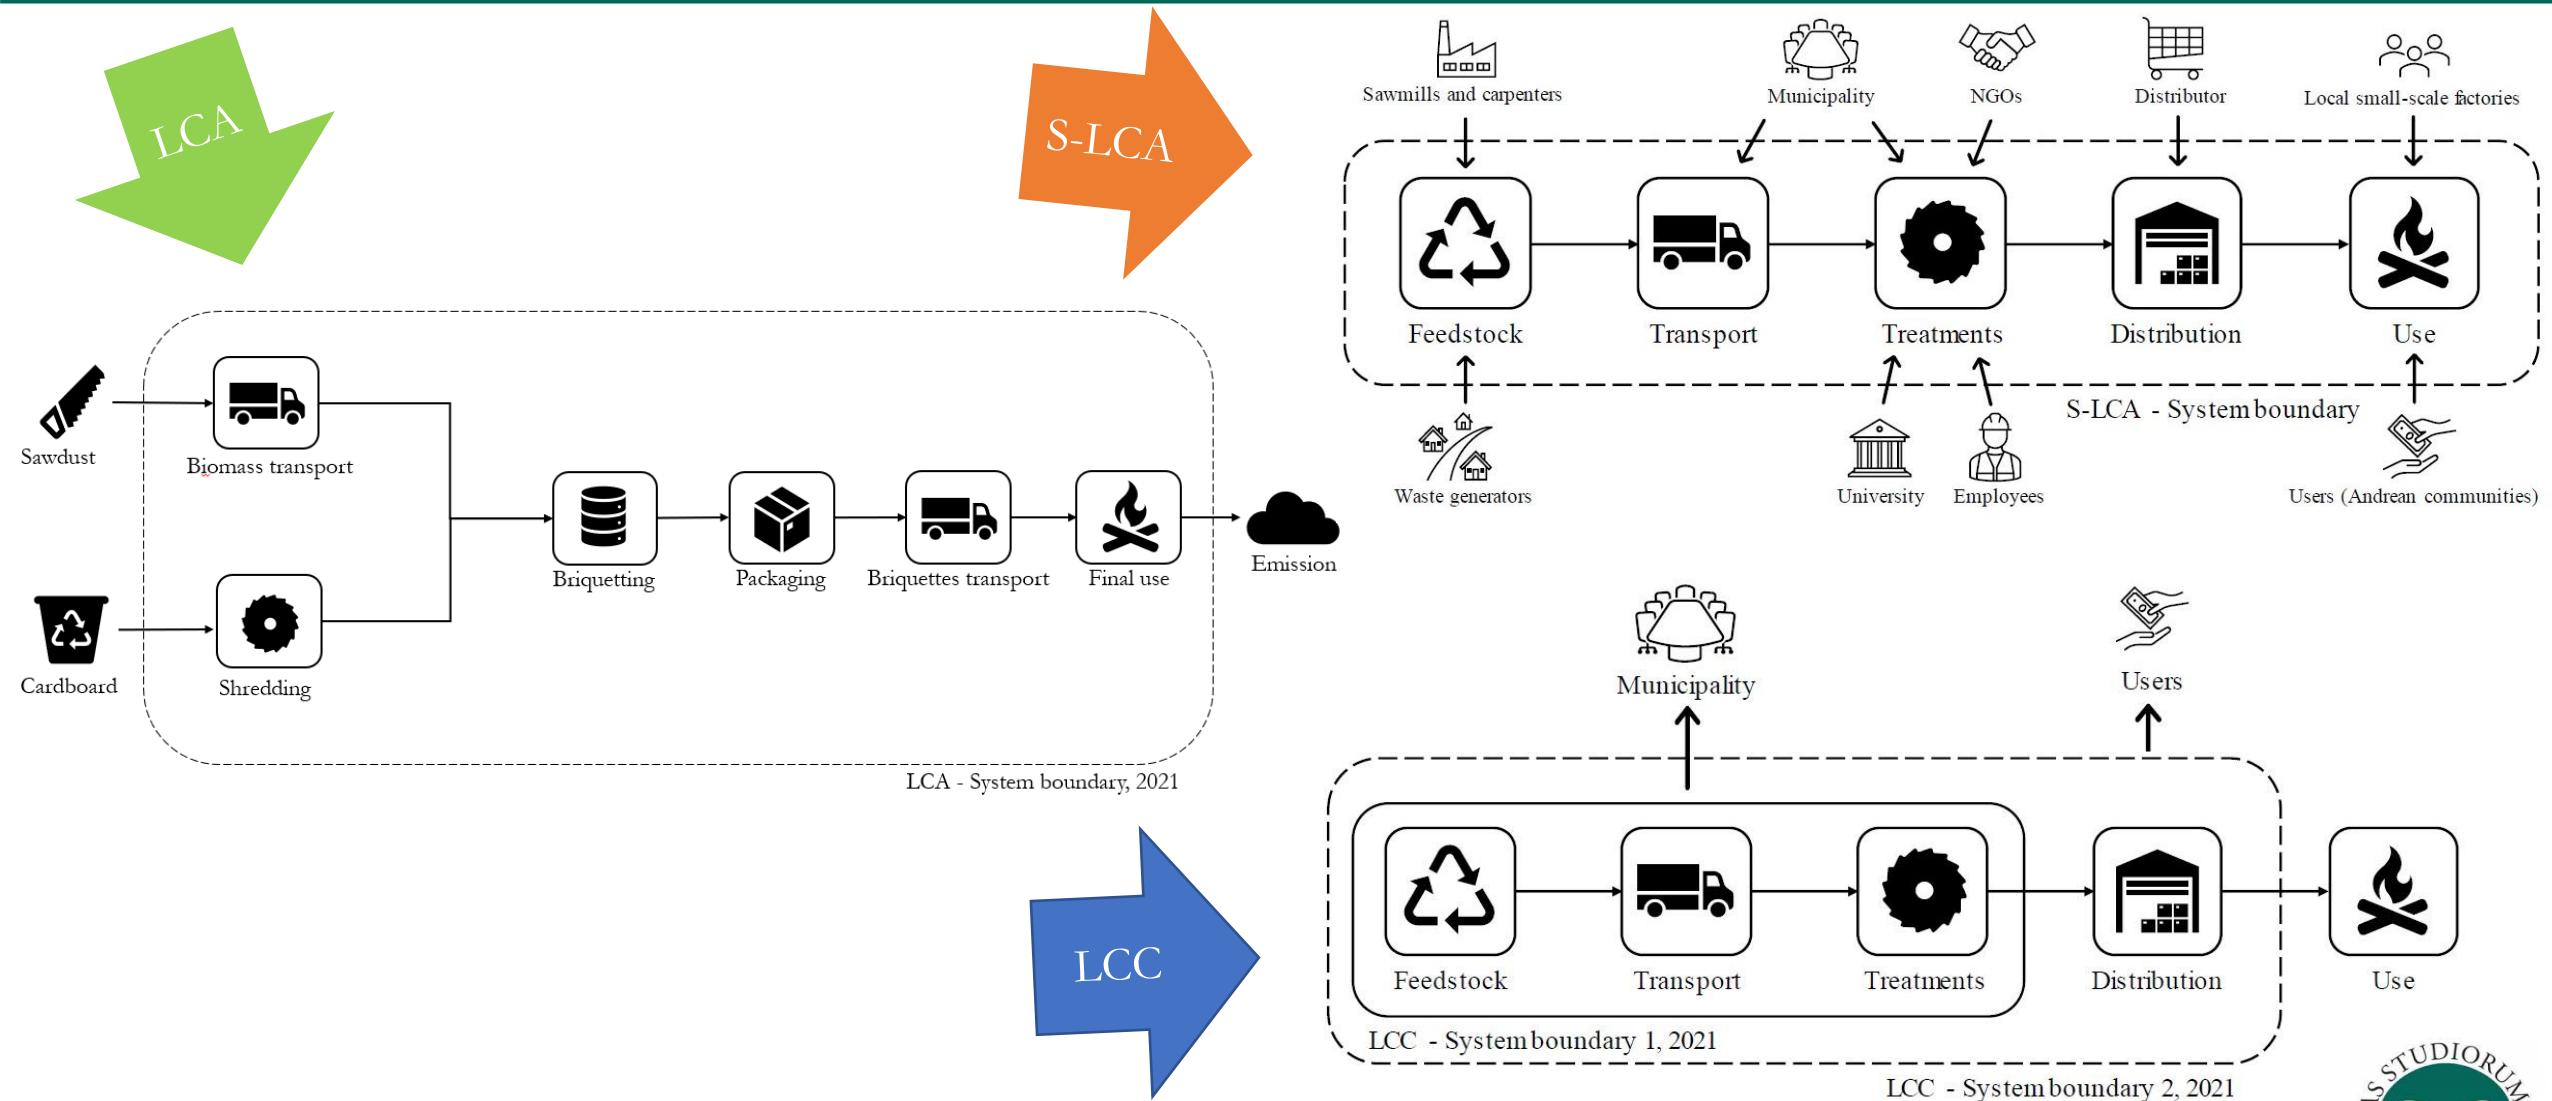 LCA
S-LCA
Sawmills and carpenters
Municipality
NGOs
Distributor
Local small-scale factories
Feedstock
Transport
Treatments
Distribution
Use
S-LCA - System boundary
Waste generators
University
Employees
Users (Andrean communities)
Sawdust
Biomass transport
Cardboard
Shredding
Briquetting
Packaging
Briquettes transport
Final use
Emission
LCA - System boundary, 2021
LCC
Municipality
Users
Feedstock
Transport
Treatments
Distribution
Use
LCC - System boundary 1, 2021
LCC - System boundary 2, 2021
STUDIORUM